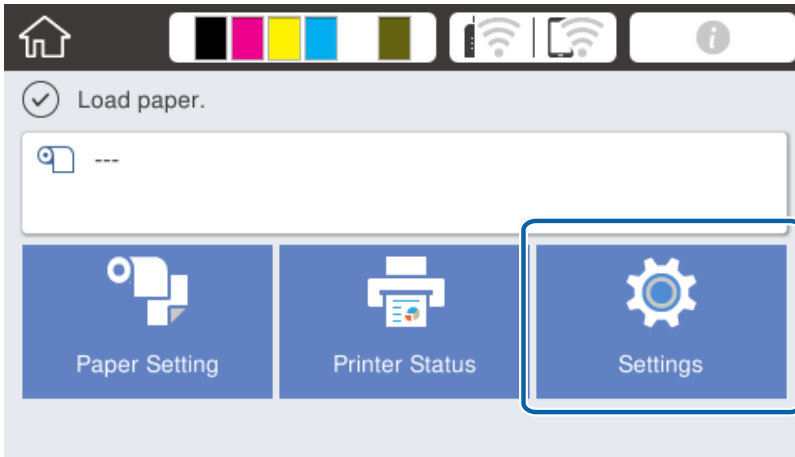 i
Load paper.
---
Paper Setting
Printer Status
Settings